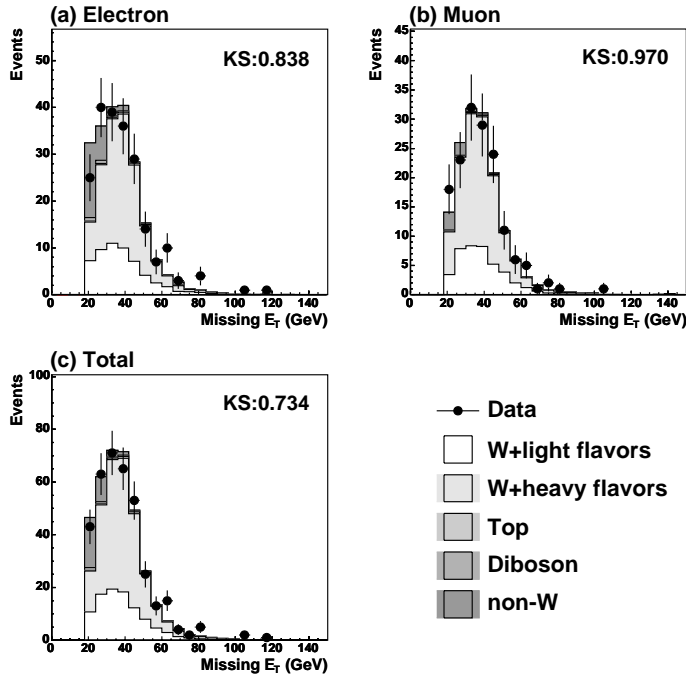 (a) Electron
Events
KS:0.838
50
40
30
20
10
0
0 20 40 60 80 100 120 140
Missing E_T (GeV)
(b) Muon
Events
KS:0.970
45
40
35
30
25
20
15
10
5
0
0 20 40 60 80 100 120 140
Missing E_T (GeV)
(c) Total
Events
KS:0.734
100
80
60
40
20
0
0 20 40 60 80 100 120 140
Missing E_T (GeV)
Data
W+light flavors
W+heavy flavors
Top
Diboson
non-W